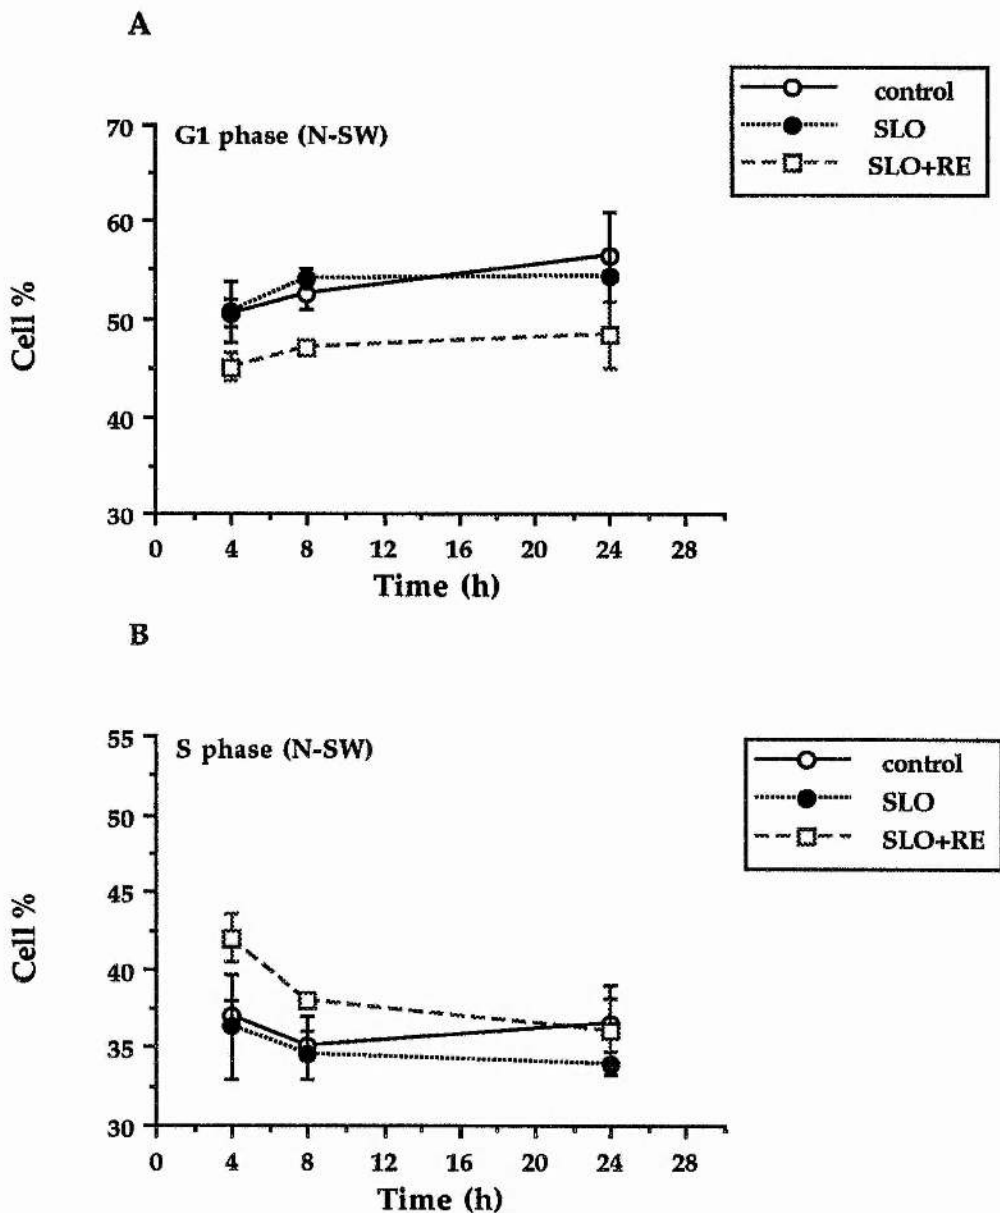 A
control
SLO
SLO+RE
G1 phase (N-SW)
70
60
50
40
30
Cell %
0 4 8 12 16 20 24 28
Time (h)
B
control
SLO
SLO+RE
S phase (N-SW)
55
50
45
40
35
30
Cell %
0 4 8 12 16 20 24 28
Time (h)